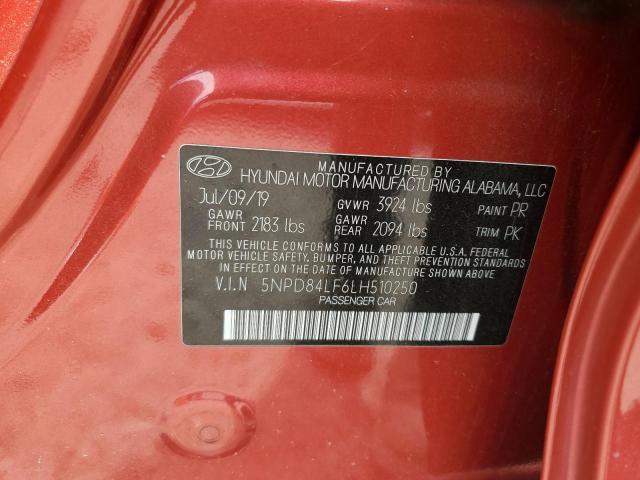 MANUFACTURED BY
HYUNDAI MOTOR MANUFACTURING ALABAMA, LLC
Jul/09/19 GVWR 3924 lbs PAINT PR
GAWR FRONT 2183 lbs GAWR REAR 2094 lbs TRIM PK
THIS VEHICLE CONFORMS TO ALL APPLICABLE U.S.A. FEDERAL
MOTOR VEHICLE SAFETY, BUMPER, AND THEFT PREVENTION STANDARDS
IN EFFECT ON THE DATE OF MANUFACTURE SHOWN ABOVE
V.I.N 5NPD84LF6LH510250
PASSENGER CAR